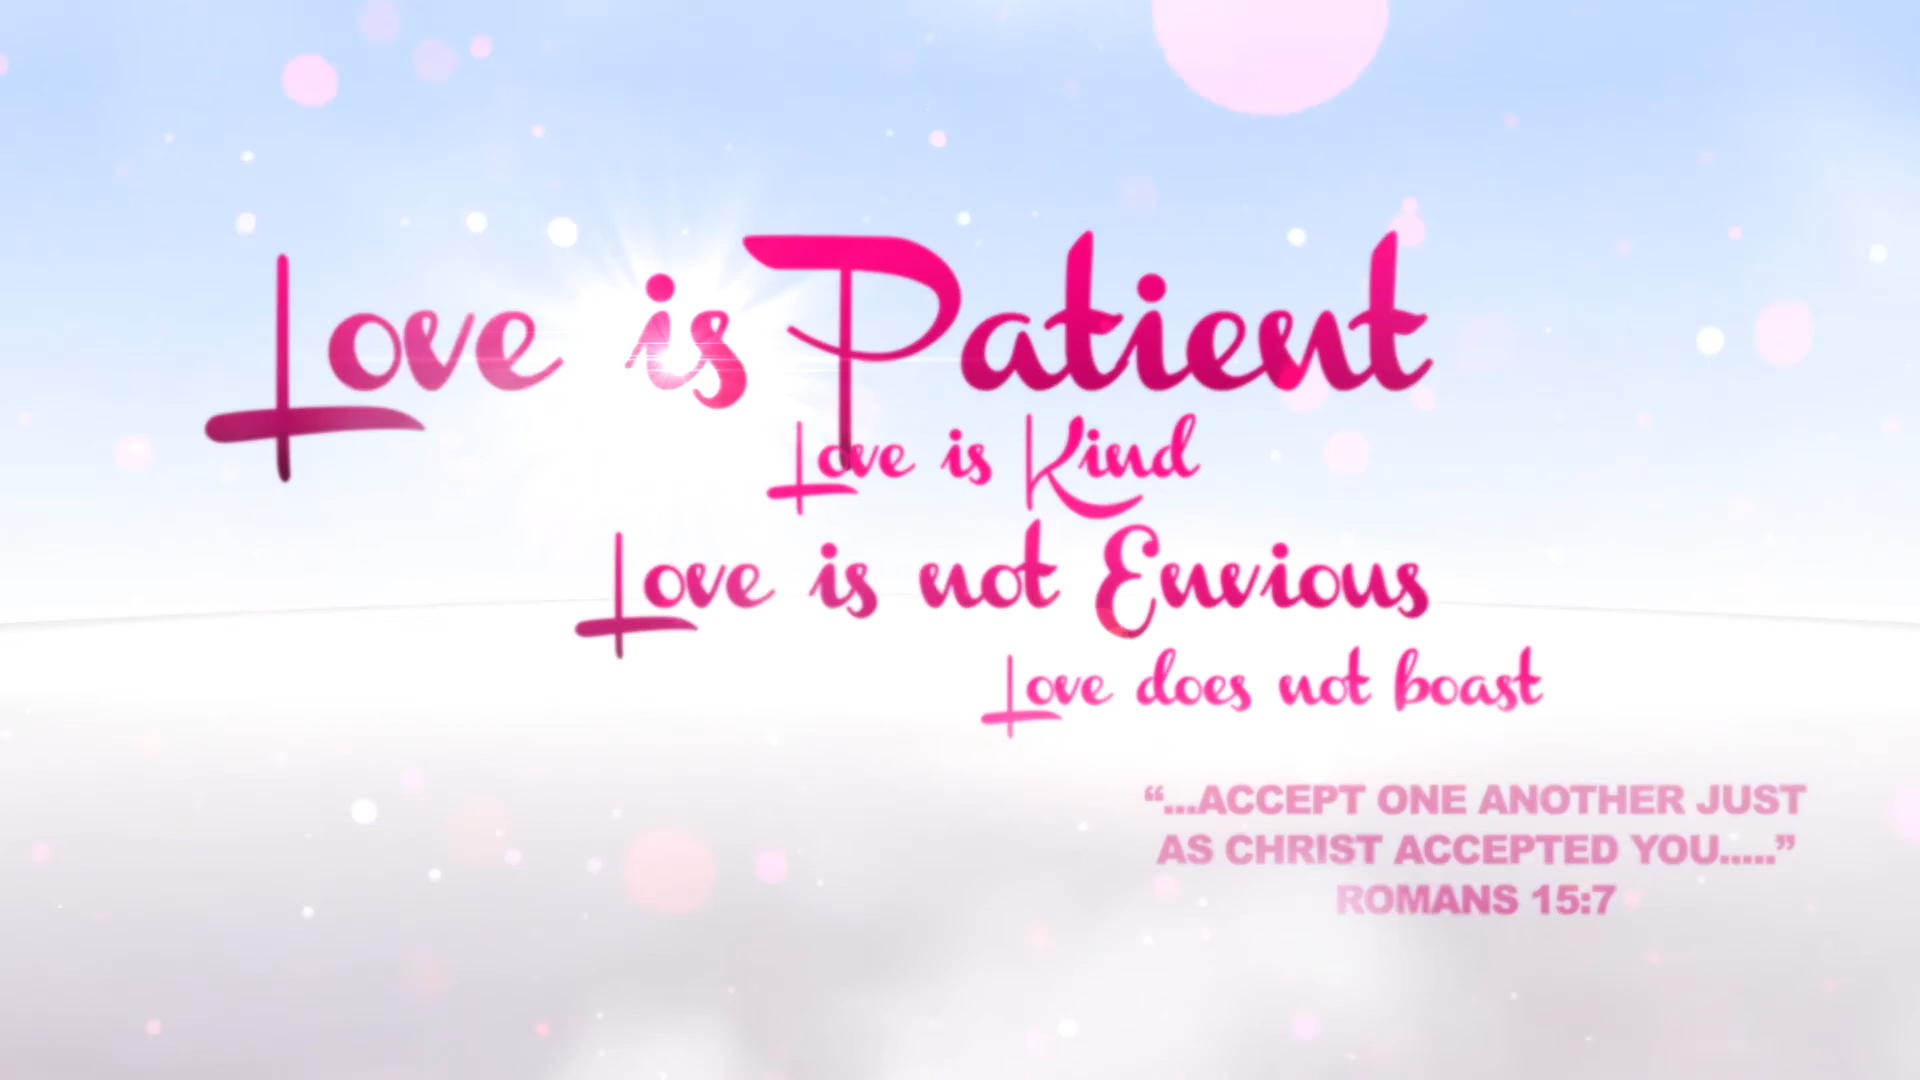 Love is Patient
Love is Kind
Love is not Envious
Love does not boast
“...ACCEPT ONE ANOTHER JUST
AS CHRIST ACCEPTED YOU.....”
ROMANS 15:7